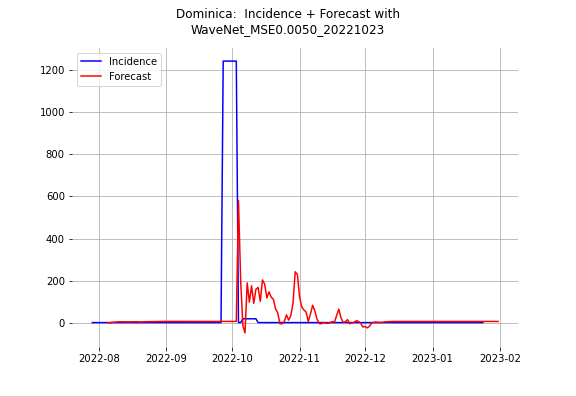 Dominica:  Incidence + Forecast with
WaveNet_MSE0.0050_20221023
Incidence
Forecast
1200
1000
800
600
400
200
0
2022-08 2022-09 2022-10 2022-11 2022-12 2023-01 2023-02